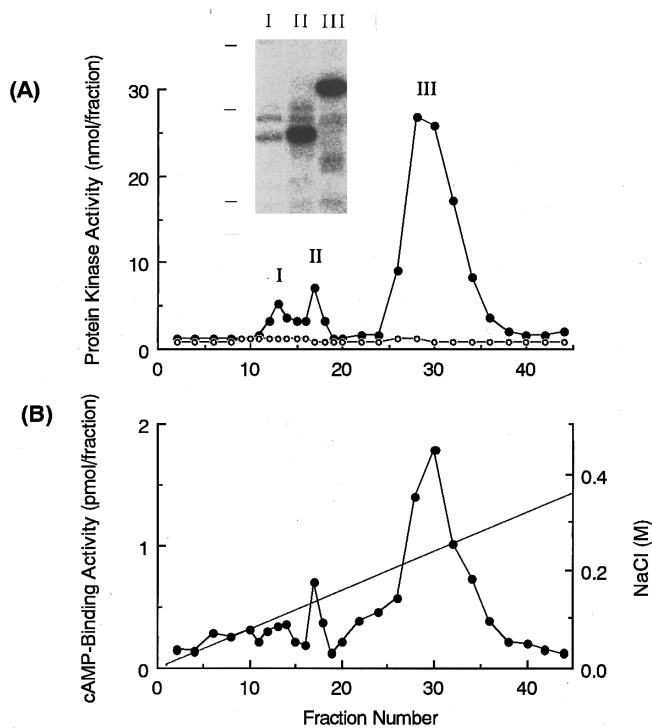 I II III
(A)
Protein Kinase Activity (nmol/fraction)
30
20
10
0
I
II
III
0 10 20 30 40
(B)
cAMP-Binding Activity (pmol/fraction)
2
1
0
0.4
0.2
0.0
NaCl (M)
0 10 20 30 40
Fraction Number